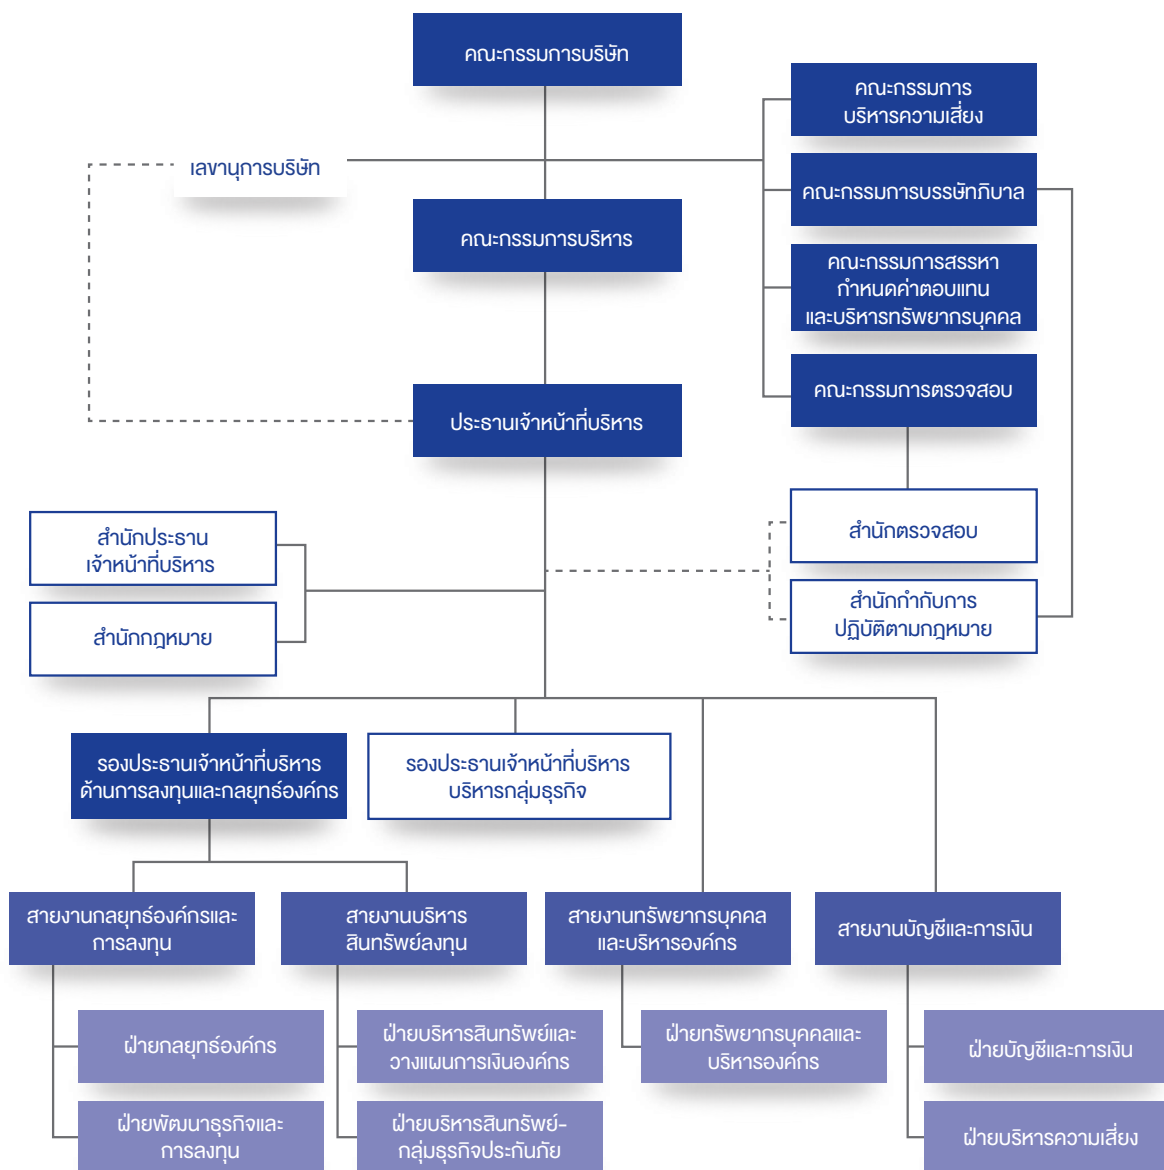 คณะกรรมการบริษัท
คณะกรรมการ
บริหารความเสี่ยง
เลขานุการบริษัท
คณะกรรมการบรรษัทภิบาล
คณะกรรมการบริหาร
คณะกรรมการสรรหา
กำหนดค่าตอบแทน
และบริหารทรัพยากรบุคคล
คณะกรรมการตรวจสอบ
ประธานเจ้าหน้าที่บริหาร
สำนักประธาน
เจ้าหน้าที่บริหาร
สำนักตรวจสอบ
สำนักกฎหมาย
สำนักกำกับการ
ปฏิบัติตามกฎหมาย
รองประธานเจ้าหน้าที่บริหาร
ด้านการลงทุนและกลยุทธ์องค์กร
รองประธานเจ้าหน้าที่บริหาร
บริหารกลุ่มธุรกิจ
สายงานกลยุทธ์องค์กรและ
การลงทุน
สายงานบริหาร
สินทรัพย์ลงทุน
สายงานทรัพยากรบุคคล
และบริหารองค์กร
สายงานบัญชีและการเงิน
ฝ่ายกลยุทธ์องค์กร
ฝ่ายบริหารสินทรัพย์และ
วางแผนการเงินองค์กร
ฝ่ายทรัพยากรบุคคลและ
บริหารองค์กร
ฝ่ายบัญชีและการเงิน
ฝ่ายพัฒนาธุรกิจและ
การลงทุน
ฝ่ายบริหารสินทรัพย์-
กลุ่มธุรกิจประกันภัย
ฝ่ายบริหารความเสี่ยง